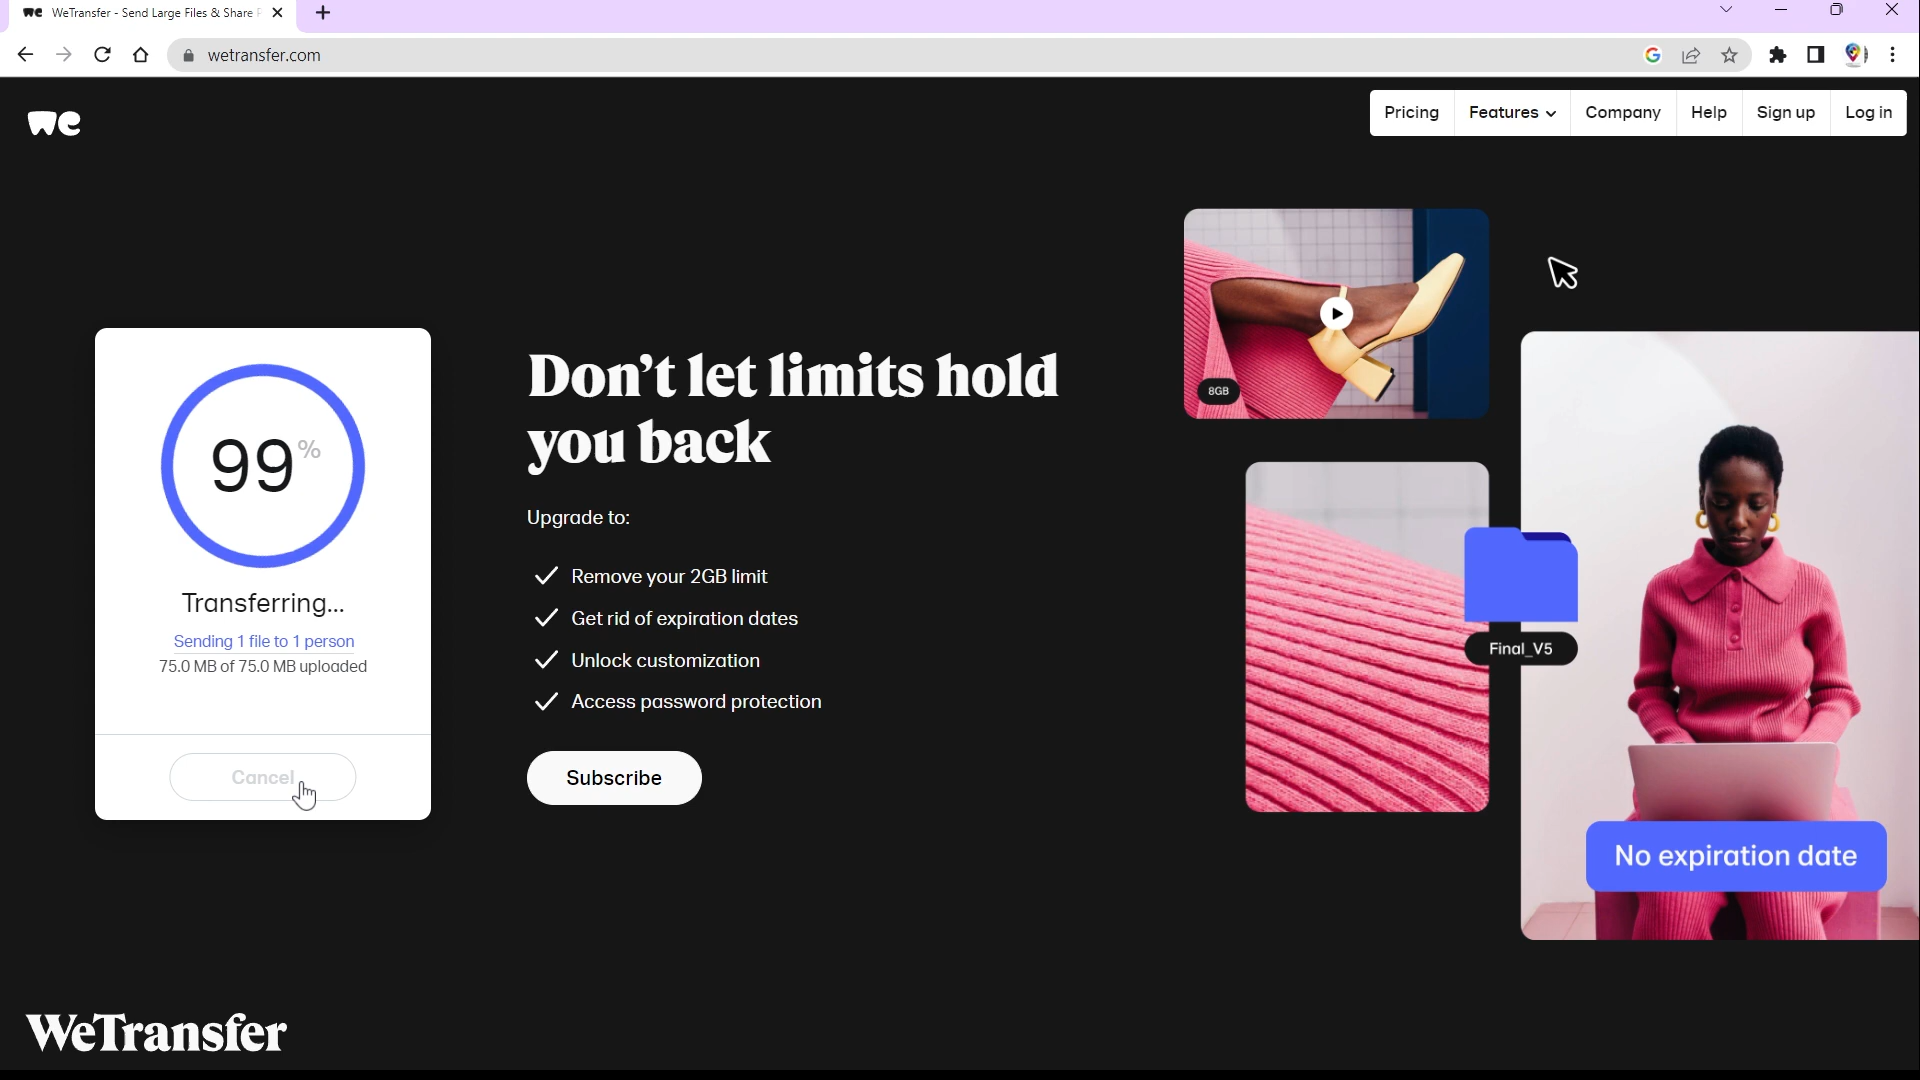 we WeTransfer - Send Large Files & Share
wetransfer.com
we
Pricing
Features
Company
Help
Sign up
Log in
8GB
99%
Transferring...
Sending 1 file to 1 person
75.0 MB of 75.0 MB uploaded
Cancel
Don't let limits hold
you back
Upgrade to:
Remove your 2GB limit
Get rid of expiration dates
Unlock customization
Access password protection
Subscribe
Final_V5
No expiration date
WeTransfer